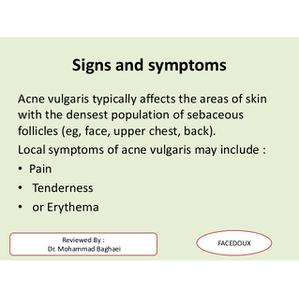 Signs and symptoms
Acne vulgaris typically affects the areas of skin
with the densest population of sebaceous
follicles (eg, face, upper chest, back).
Local symptoms of acne vulgaris may include :
• Pain
• Tenderness
• or Erythema
Reviewed By :
Dr. Mohammad Baghaei
FACEDOUX